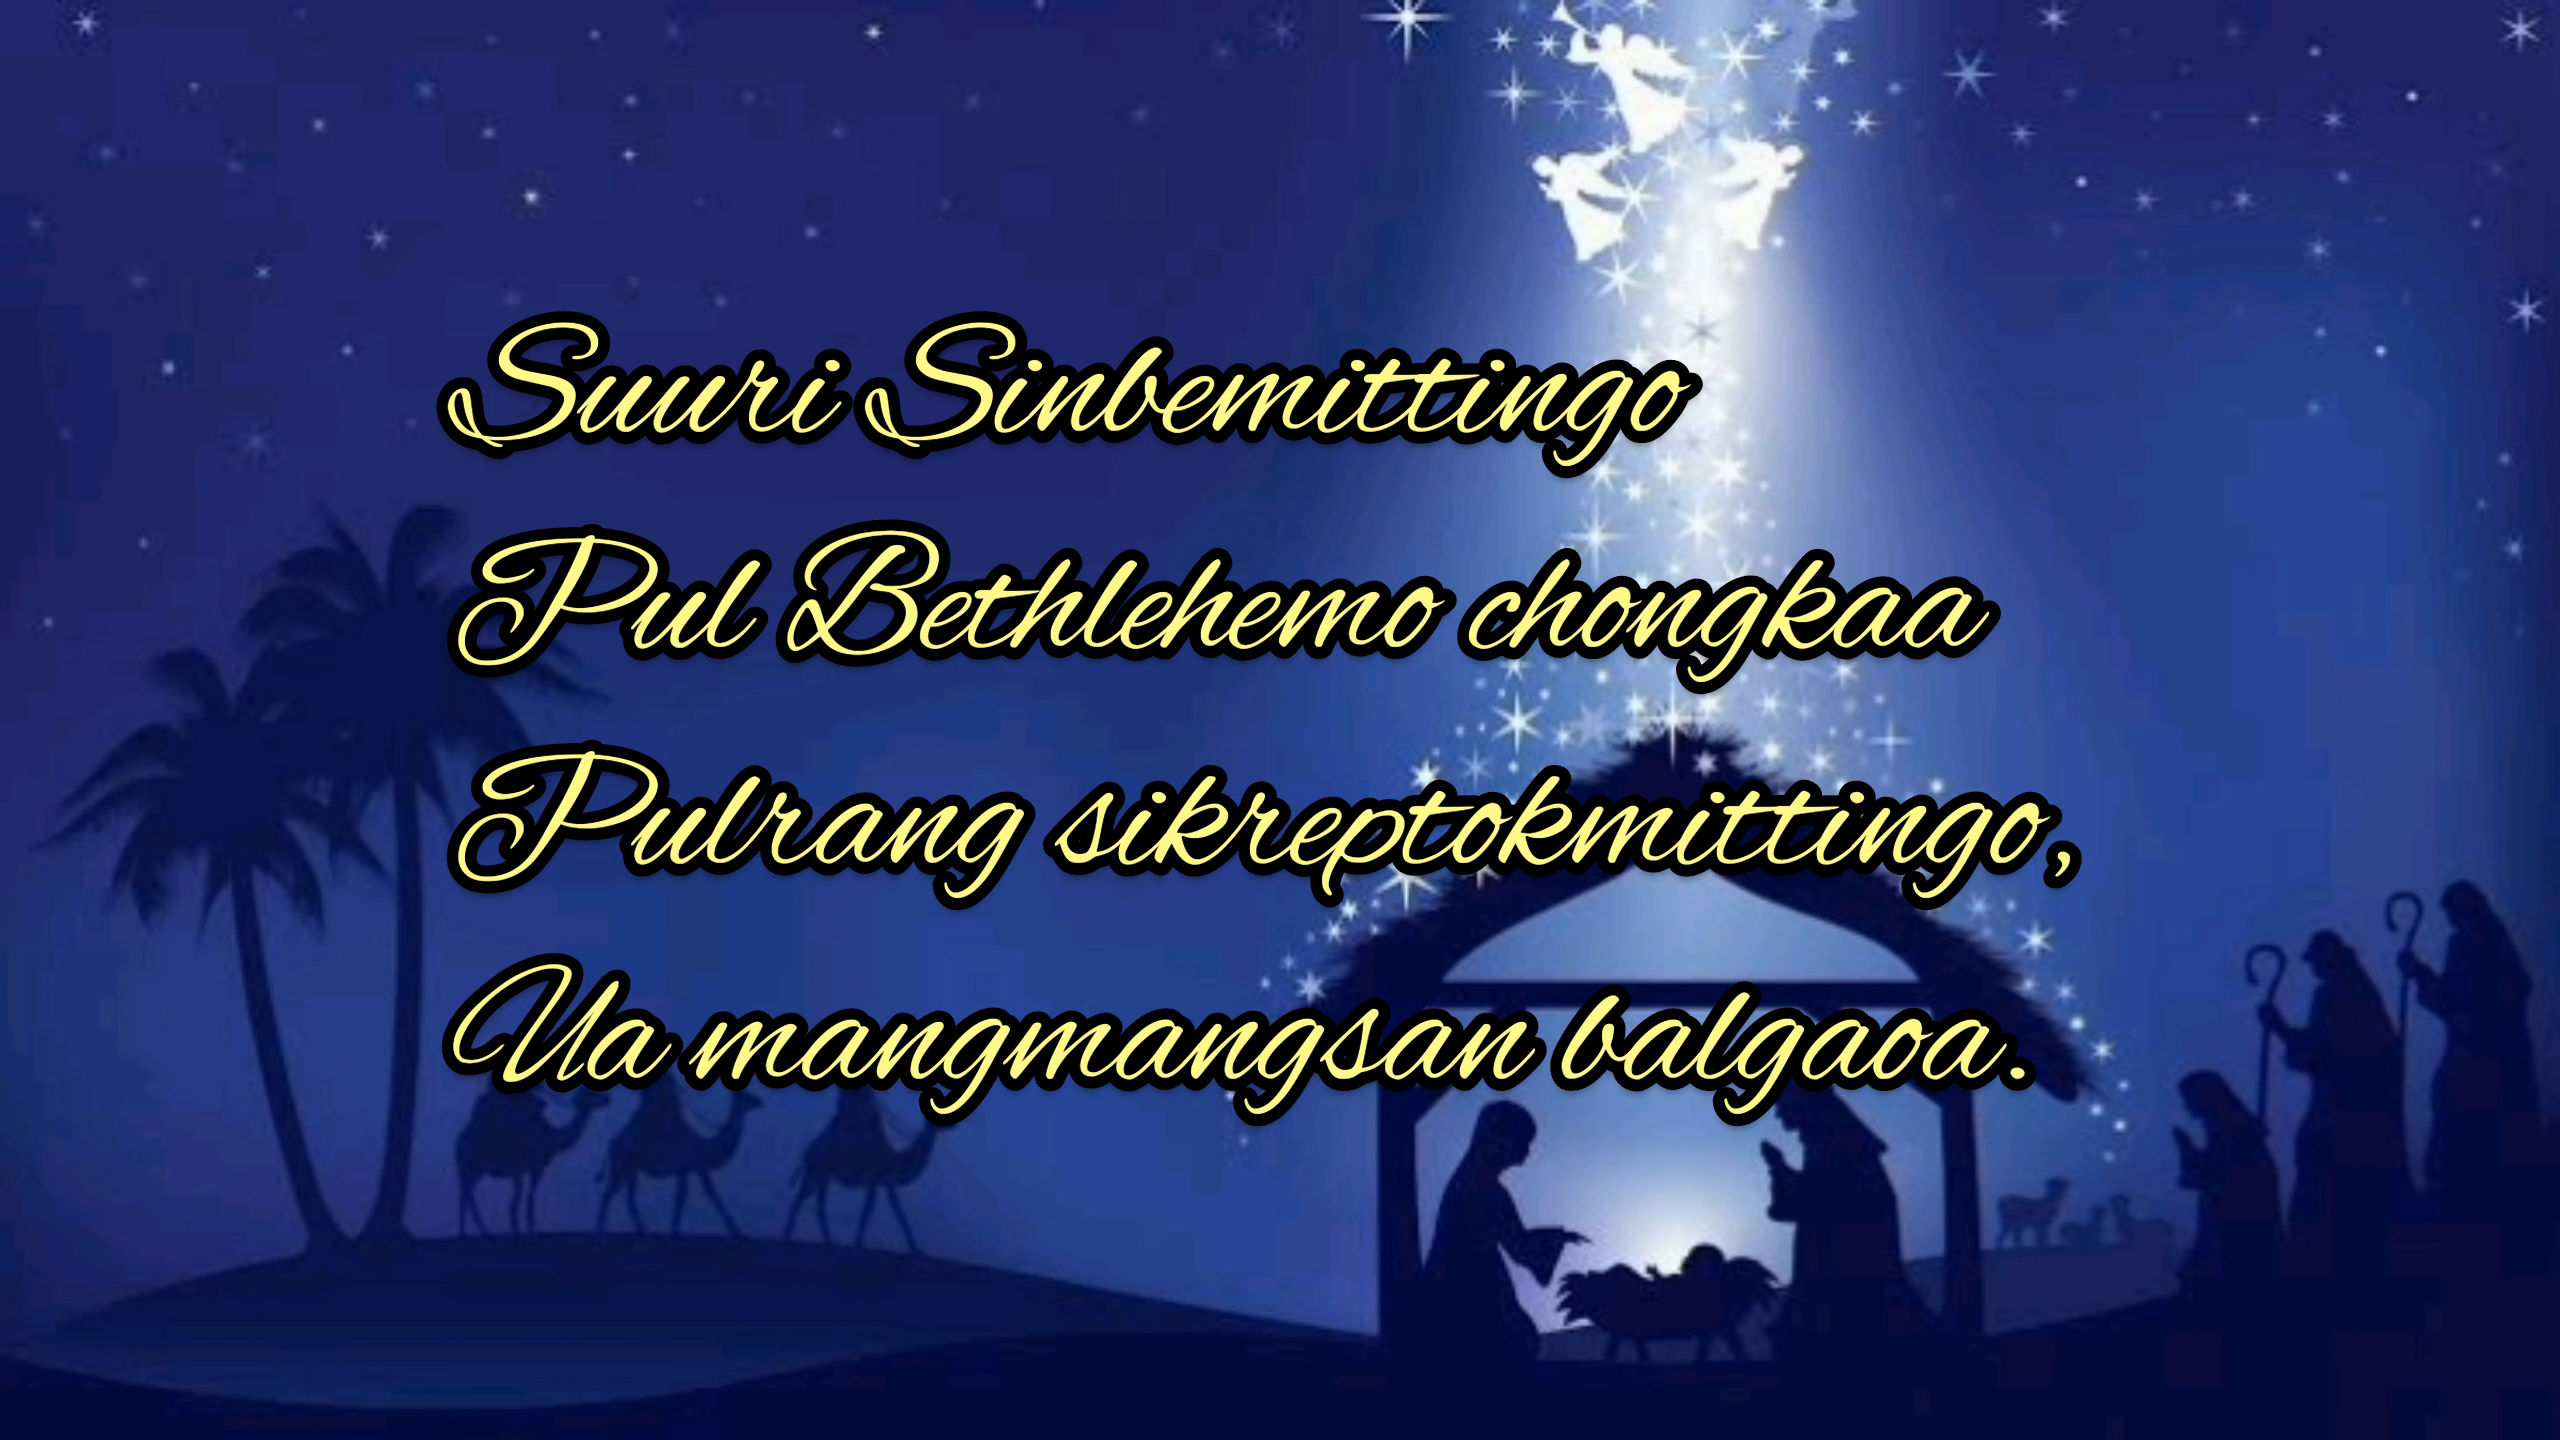 Suuri Sinbemittingo
Pul Bethlehemo chongkaa
Pulrang sikreptokmittingo,
Ua mangmangsan balgaoa.